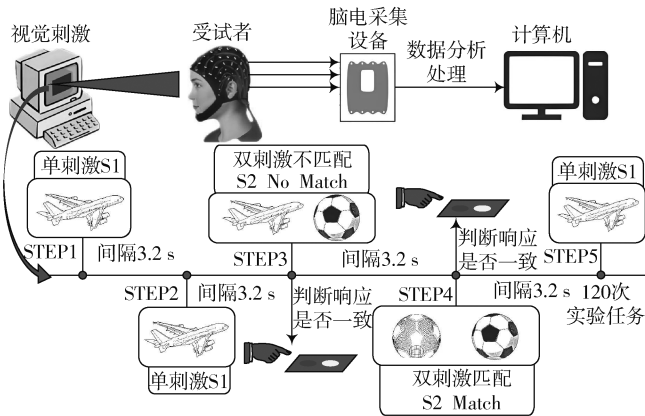 视觉刺激
受试者
脑电采集
设备
数据分析
处理
计算机
单刺激S1
双刺激不匹配
S2 No Match
单刺激S1
STEP1
间隔3.2 s
STEP3
间隔3.2 s
判断响应
是否一致
STEP5
STEP2
间隔3.2 s
判断响应
是否一致
STEP4
间隔3.2 s
120次
实验任务
单刺激S1
双刺激匹配
S2 Match